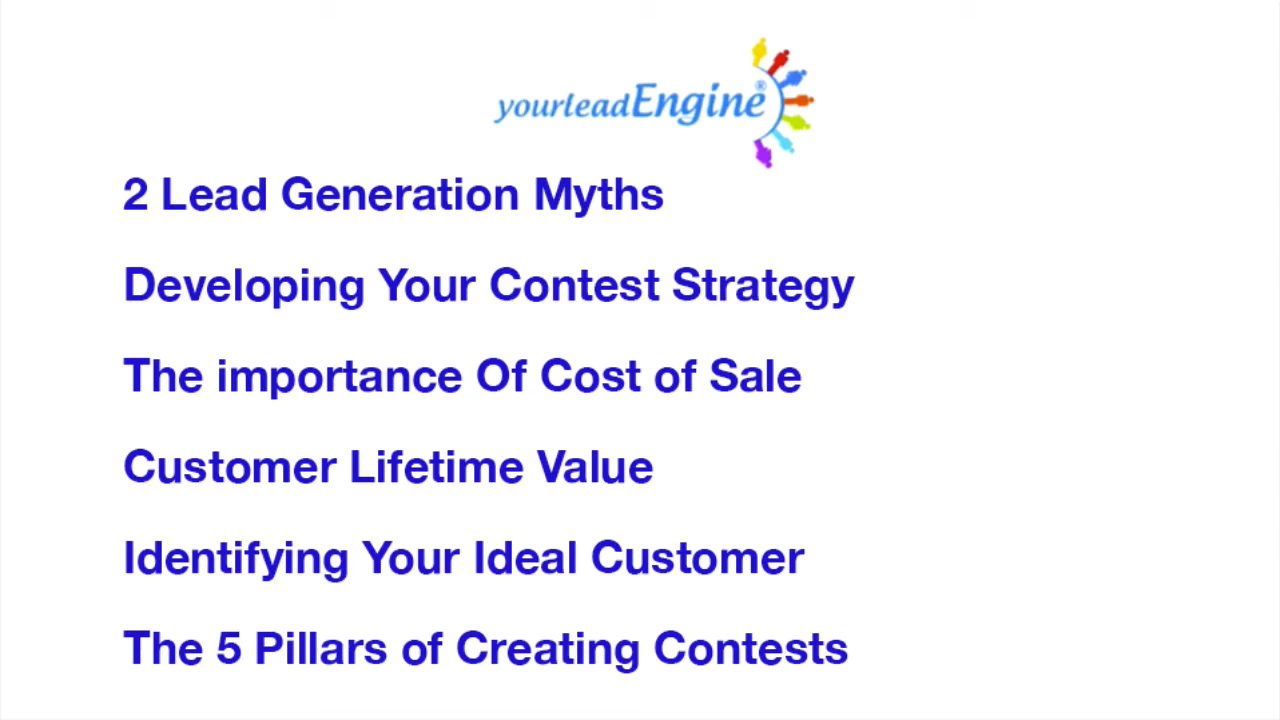 yourleadEngine®
2 Lead Generation Myths
Developing Your Contest Strategy
The importance Of Cost of Sale
Customer Lifetime Value
Identifying Your Ideal Customer
The 5 Pillars of Creating Contests